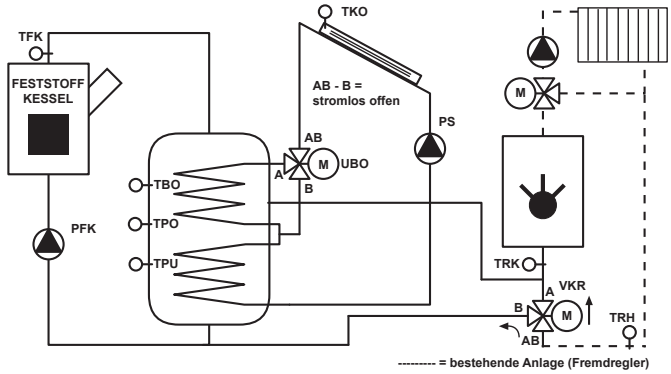 TKO
TFK
FESTSTOFF
KESSEL
AB - B =
stromlos offen
M
PS
AB
A
M
UBO
B
TBO
TPO
TPU
PFK
TRK
A
VKR
B
M
TRH
AB
--------- = bestehende Anlage (Fremdregler)